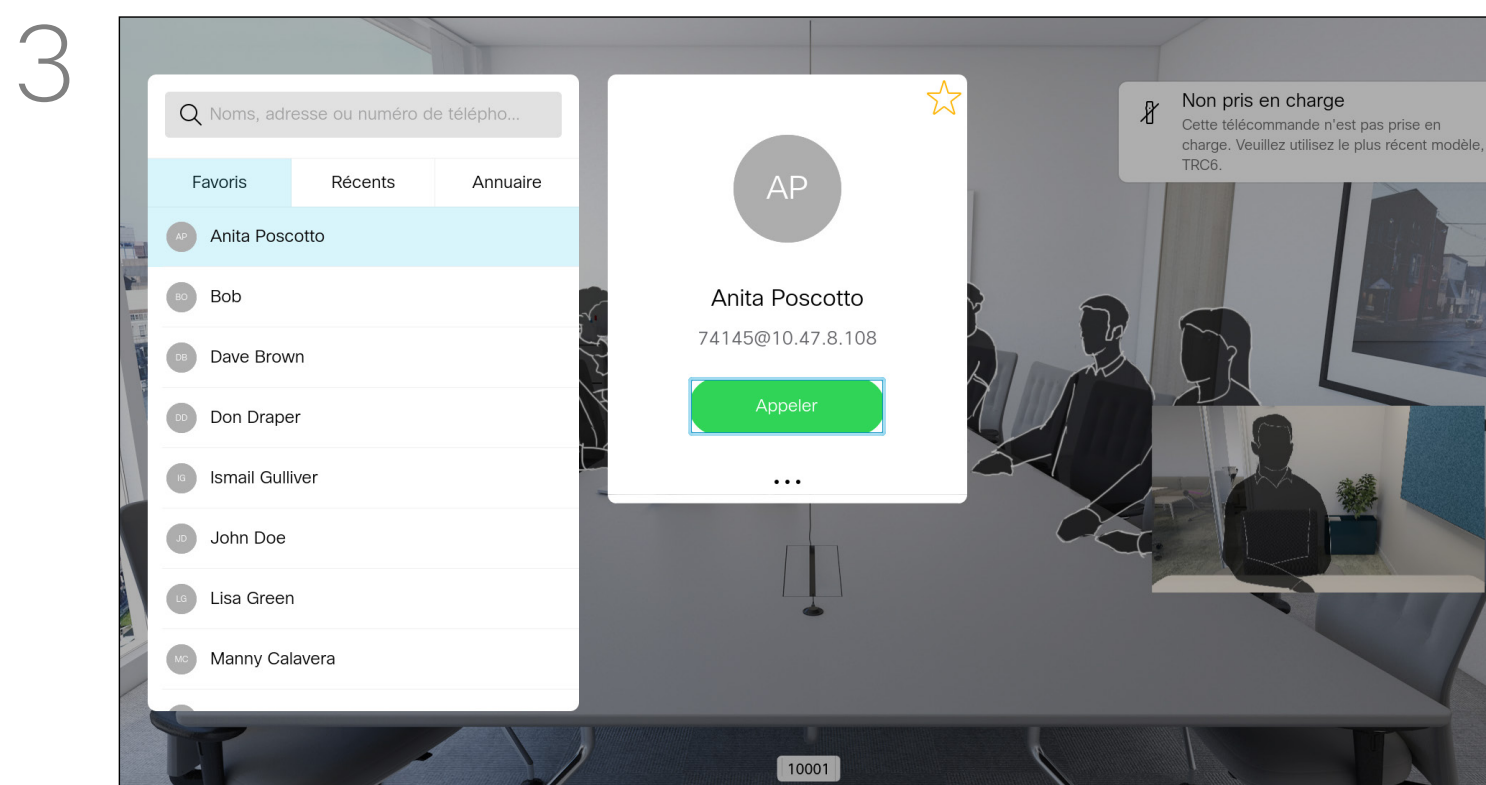 3
Noms, adresse ou numéro de télépho...
Favoris Récents Annuaire
AP Anita Poscotto
BO Bob
DB Dave Brown
DD Don Draper
IG Ismail Gulliver
JD John Doe
LG Lisa Green
MC Manny Calavera
AP
Anita Poscotto
74145@10.47.8.108
Appeler
...
Non pris en charge
Cette télécommande n'est pas prise en
charge. Veuillez utilisez le plus récent modèle,
TRC6.
10001